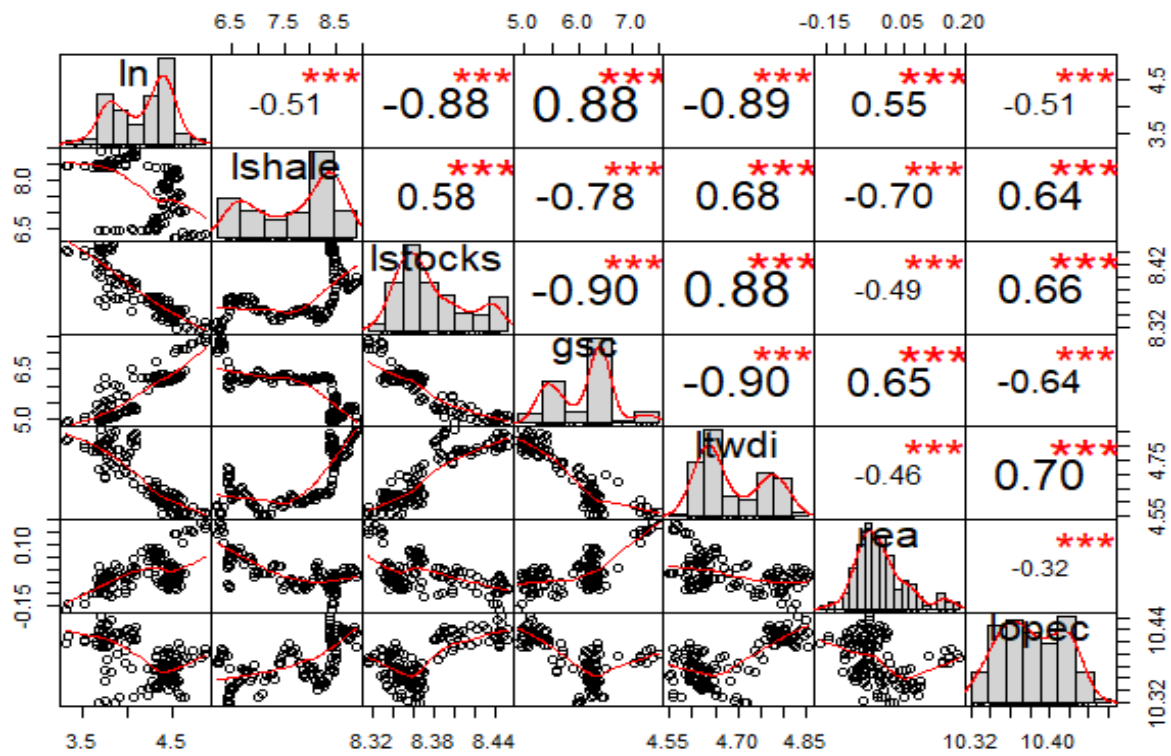 6.5 7.5 8.5 5.0 6.0 7.0 -0.15 0.05 0.20
ln *** *** *** *** *** ***
-0.51 -0.88 0.88 -0.89 0.55 -0.51
3.5 4.5
lshale *** *** *** *** ***
0.58 -0.78 0.68 -0.70 0.64
6.5 8.0
lstocks *** *** *** ***
-0.90 0.88 -0.49 0.66
8.32 8.42
gsc *** *** ***
-0.90 0.65 -0.64
5.0 6.5
ltwdi *** ***
-0.46 0.70
4.55 4.75
rea ***
-0.32
-0.15 0.10
lopec
10.32 10.44
3.5 4.5 8.32 8.38 8.44 4.55 4.70 4.85 10.32 10.40